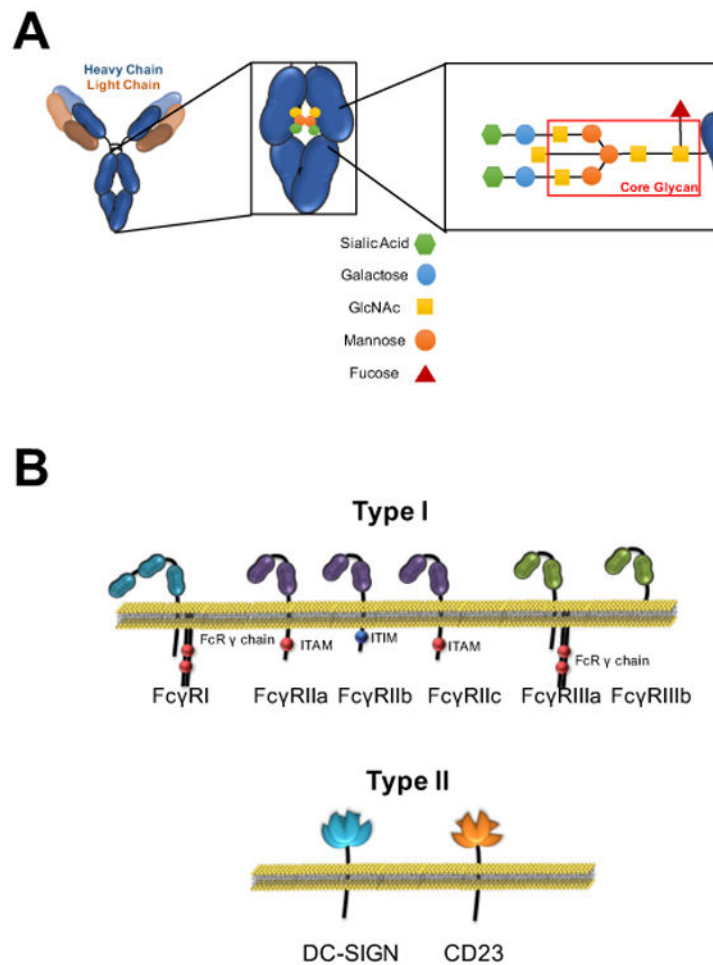 A
Heavy Chain
Light Chain
Core Glycan
Sialic Acid
Galactose
GlcNAc
Mannose
Fucose
B
Type I
FcR γ chain
ITAM
ITIM
ITAM
FcR γ chain
FcγRI FcγRIIa FcγRIIb FcγRIIc FcγRIIIa FcγRIIIb
Type II
DC-SIGN CD23